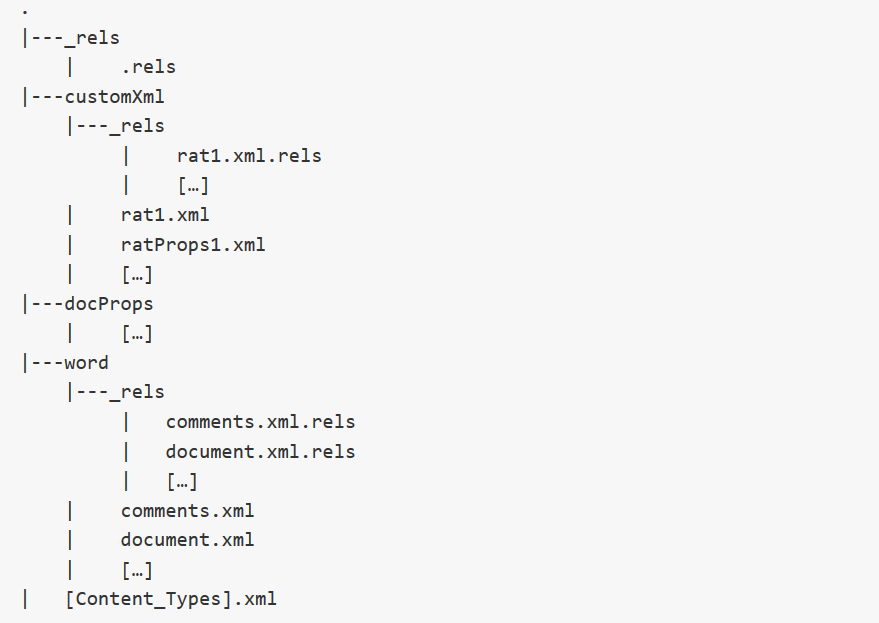 .
|---_rels
    |    .rels
|---customXml
    |---_rels
         |    rat1.xml.rels
         |    […]
    |    rat1.xml
    |    ratProps1.xml
    |    […]
|---docProps
    |    […]
|---word
    |---_rels
         |   comments.xml.rels
         |   document.xml.rels
         |   […]
    |    comments.xml
    |    document.xml
    |    […]
|   [Content_Types].xml